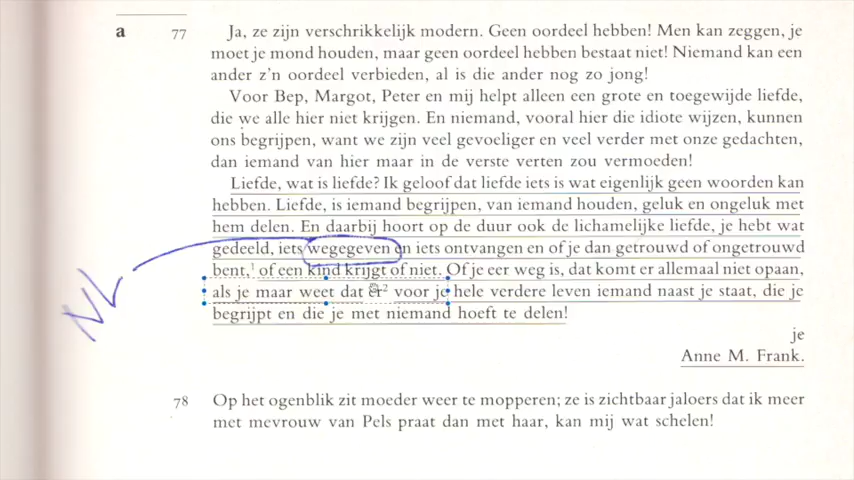 a 77 Ja, ze zijn verschrikkelijk modern. Geen oordeel hebben! Men kan zeggen, je
moet je mond houden, maar geen oordeel hebben bestaat niet! Niemand kan een
ander z'n oordeel verbieden, al is die ander nog zo jong!
Voor Bep, Margot, Peter en mij helpt alleen een grote en toegewijde liefde,
die we alle hier niet krijgen. En niemand, vooral hier die idiote wijzen, kunnen
ons begrijpen, want we zijn veel gevoeliger en veel verder met onze gedachten,
dan iemand van hier maar in de verste verten zou vermoeden!
Liefde, wat is liefde? Ik geloof dat liefde iets is wat eigenlijk geen woorden kan
hebben. Liefde, is iemand begrijpen, van iemand houden, geluk en ongeluk met
hem delen. En daarbij hoort op de duur ook de lichamelijke liefde, je hebt wat
gedeeld, iets wegegeven en iets ontvangen en of je dan getrouwd of ongetrouwd
bent,¹ of een kind krijgt of niet. Of je eer weg is, dat komt er allemaal niet opaan,
als je maar weet dat er² voor je hele verdere leven iemand naast je staat, die je
begrijpt en die je met niemand hoeft te delen!
NL
je
Anne M. Frank.
78 Op het ogenblik zit moeder weer te mopperen; ze is zichtbaar jaloers dat ik meer
met mevrouw van Pels praat dan met haar, kan mij wat schelen!